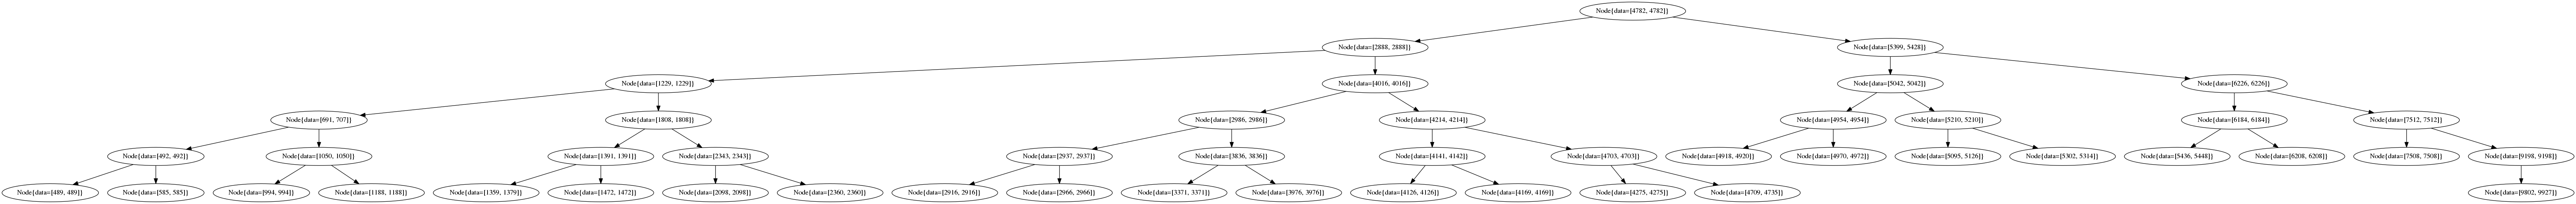 Node{data=[4782, 4782]}
Node{data=[2888, 2888]}
Node{data=[5399, 5428]}
Node{data=[1229, 1229]}
Node{data=[4016, 4016]}
Node{data=[5042, 5042]}
Node{data=[6226, 6226]}
Node{data=[691, 707]}
Node{data=[1808, 1808]}
Node{data=[2986, 2986]}
Node{data=[4214, 4214]}
Node{data=[4954, 4954]}
Node{data=[5210, 5210]}
Node{data=[6184, 6184]}
Node{data=[7512, 7512]}
Node{data=[492, 492]}
Node{data=[1050, 1050]}
Node{data=[1391, 1391]}
Node{data=[2343, 2343]}
Node{data=[2937, 2937]}
Node{data=[3836, 3836]}
Node{data=[4141, 4142]}
Node{data=[4703, 4703]}
Node{data=[4918, 4920]}
Node{data=[4970, 4972]}
Node{data=[5095, 5126]}
Node{data=[5302, 5314]}
Node{data=[5436, 5448]}
Node{data=[6208, 6208]}
Node{data=[7508, 7508]}
Node{data=[9198, 9198]}
Node{data=[489, 489]}
Node{data=[585, 585]}
Node{data=[994, 994]}
Node{data=[1188, 1188]}
Node{data=[1359, 1379]}
Node{data=[1472, 1472]}
Node{data=[2098, 2098]}
Node{data=[2360, 2360]}
Node{data=[2916, 2916]}
Node{data=[2966, 2966]}
Node{data=[3371, 3371]}
Node{data=[3976, 3976]}
Node{data=[4126, 4126]}
Node{data=[4169, 4169]}
Node{data=[4275, 4275]}
Node{data=[4709, 4735]}
Node{data=[9802, 9927]}